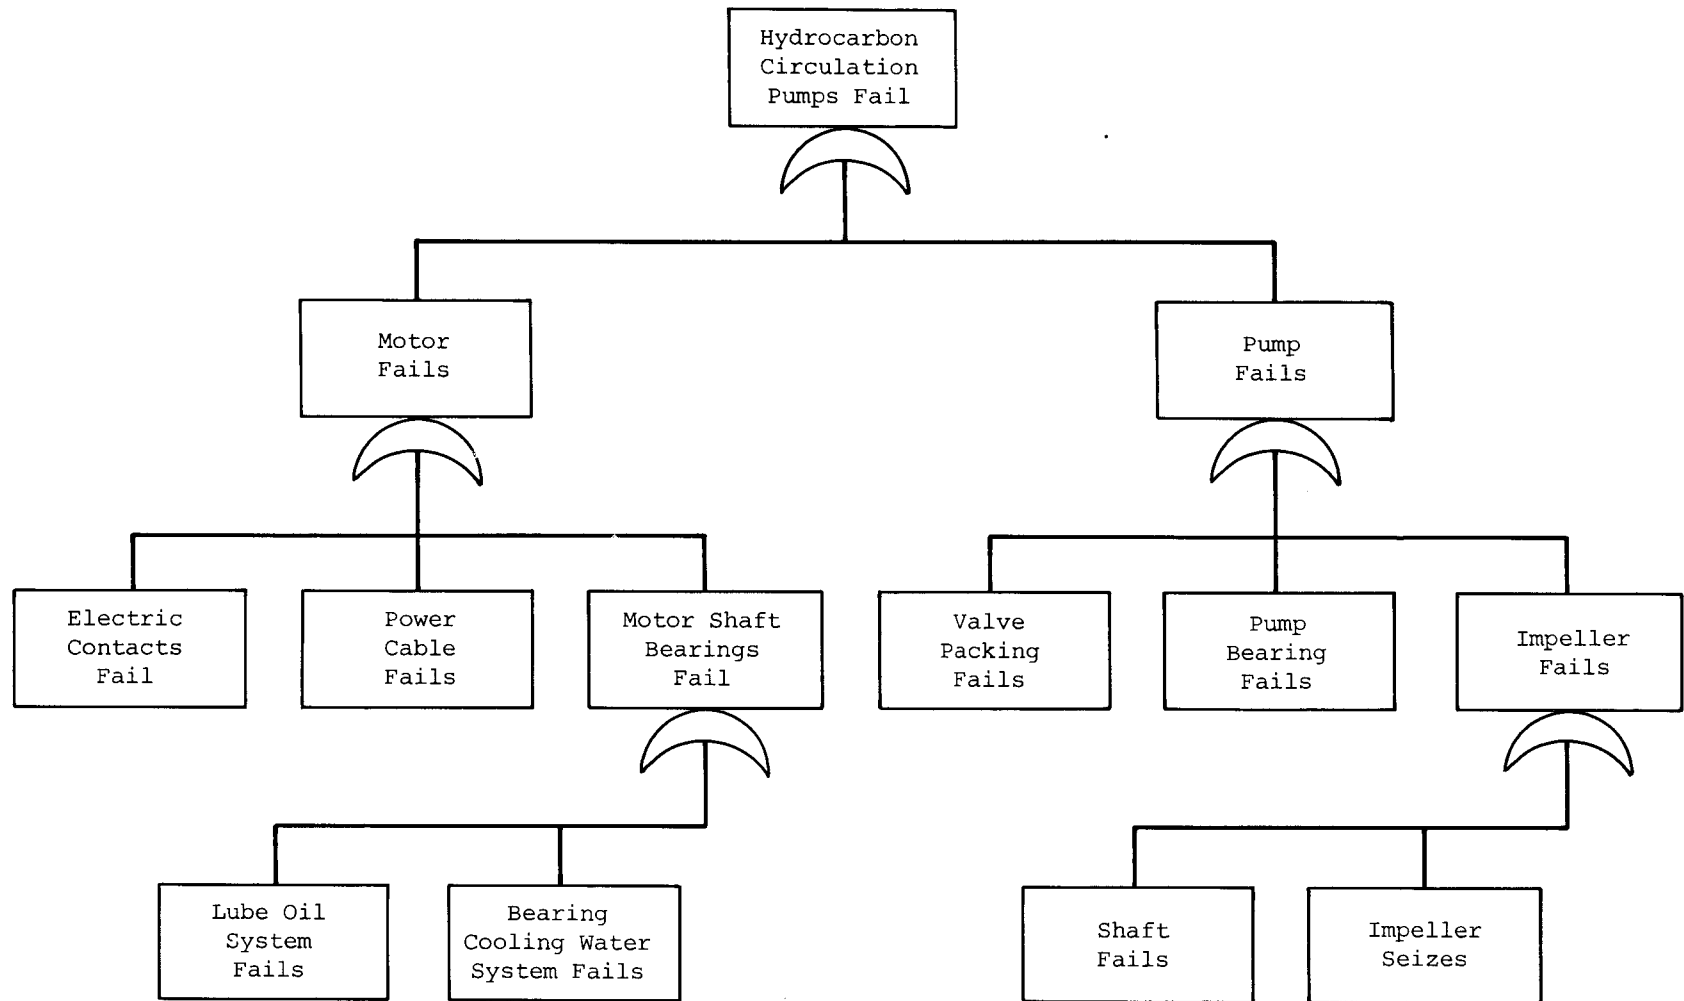 Hydrocarbon
Circulation
Pumps Fail
Motor
Fails
Pump
Fails
Electric
Contacts
Fail
Power
Cable
Fails
Motor Shaft
Bearings
Fail
Valve
Packing
Fails
Pump
Bearing
Fails
Impeller
Fails
Lube Oil
System
Fails
Bearing
Cooling Water
System Fails
Shaft
Fails
Impeller
Seizes